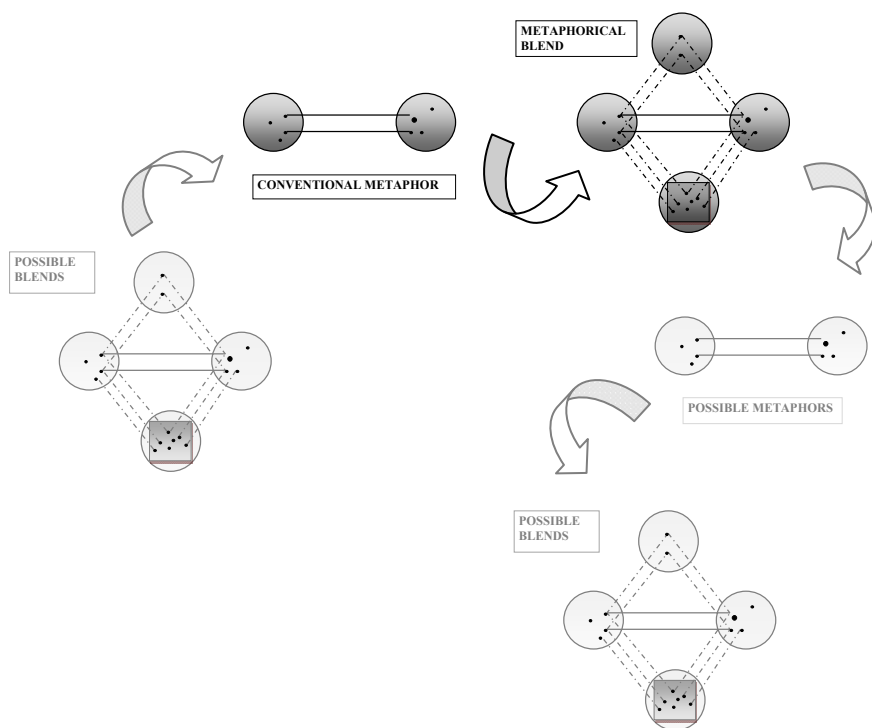 METAPHORICAL
BLEND
CONVENTIONAL METAPHOR
POSSIBLE
BLENDS
POSSIBLE METAPHORS
POSSIBLE
BLENDS